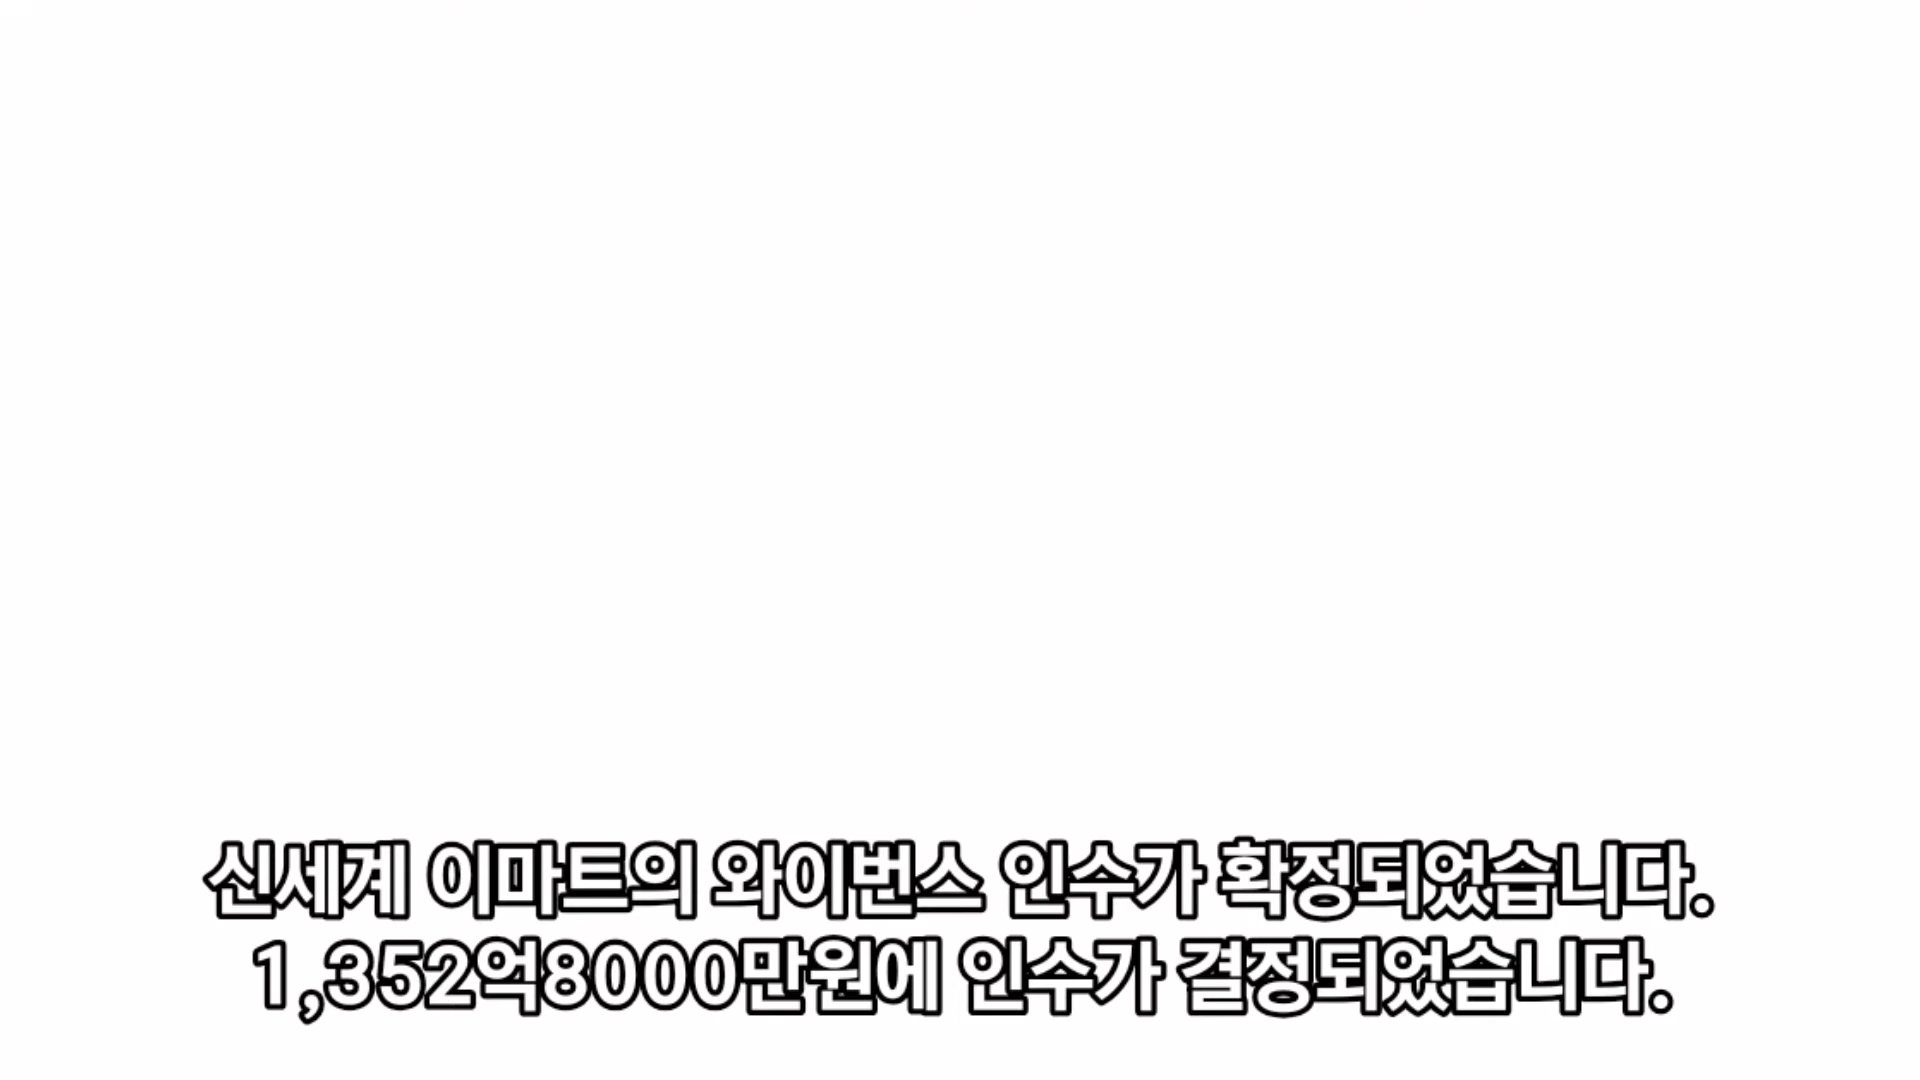 신세계 이마트의 와이번스 인수가 확정되었습니다.
1,352억8000만원에 인수가 결정되었습니다.